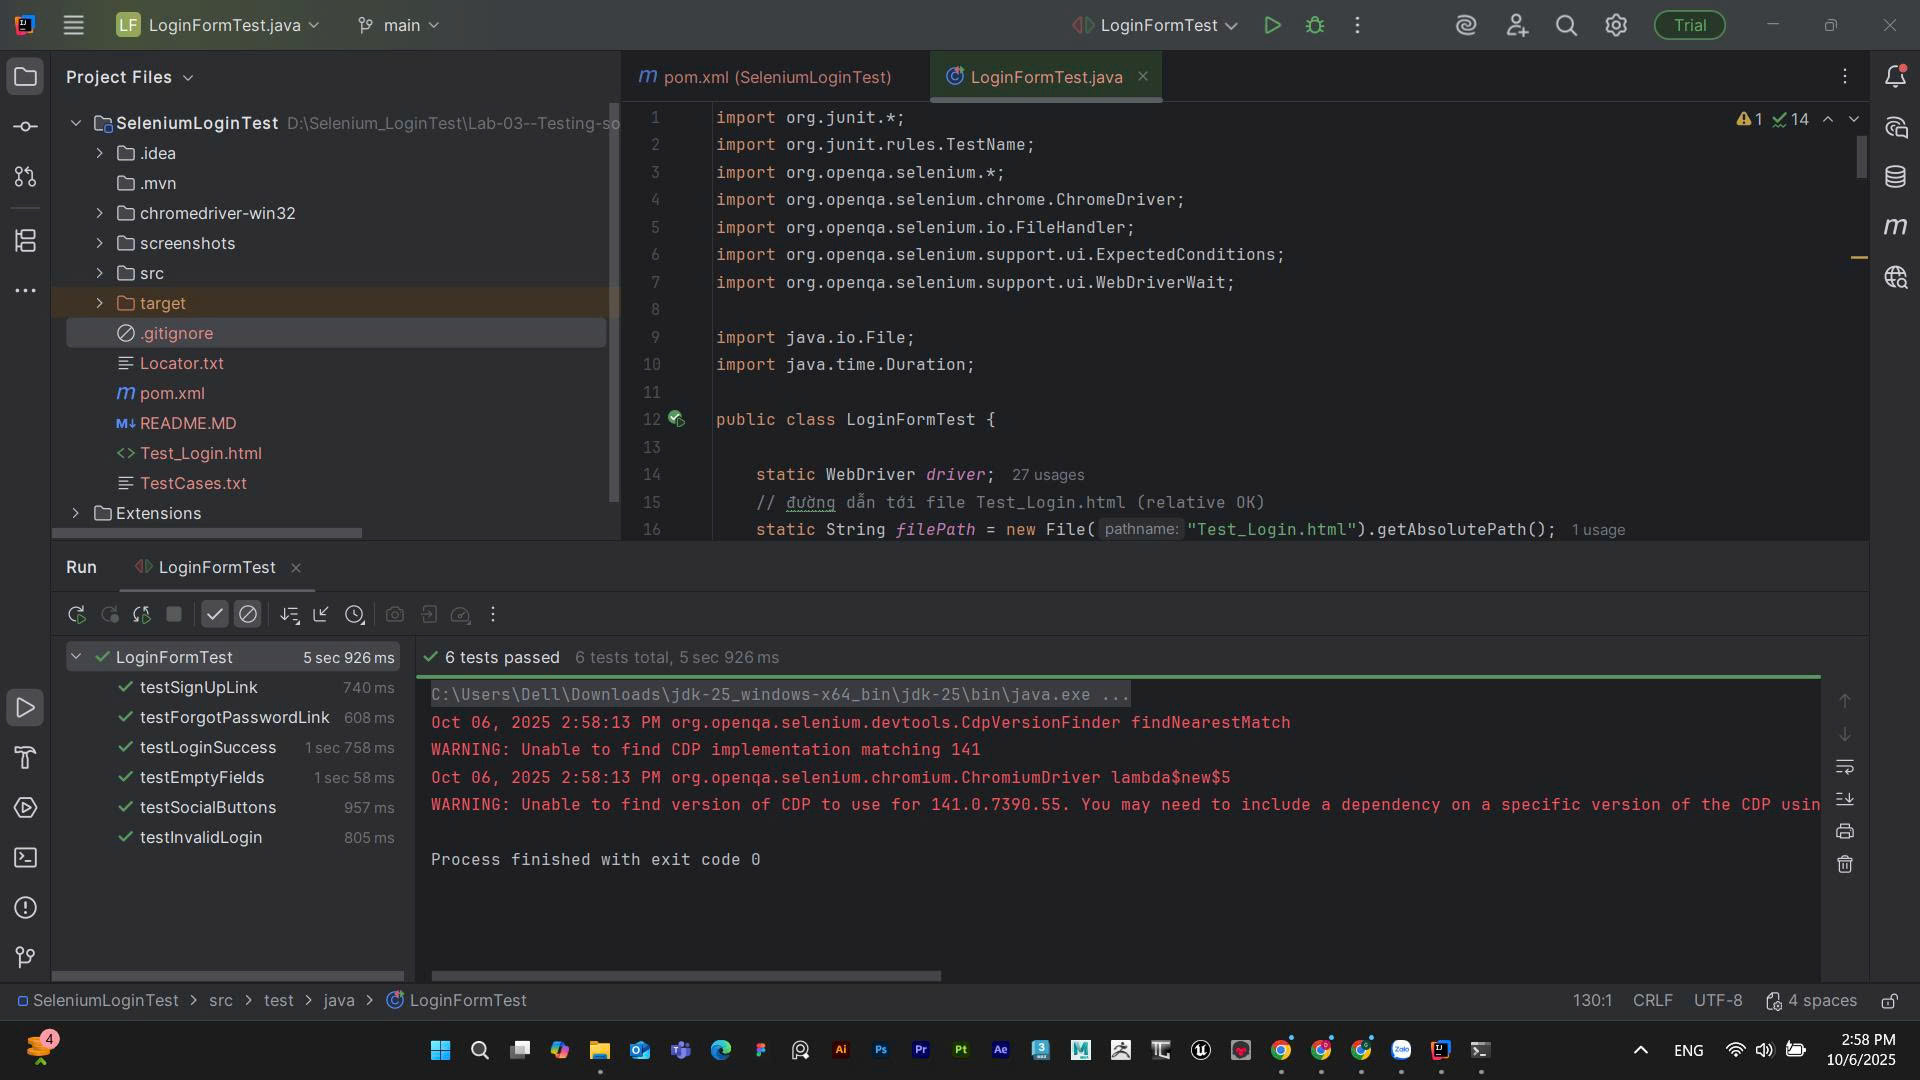 LF LoginFormTest.java
main
LoginFormTest
Trial
Project Files
SeleniumLoginTest D:\Selenium_LoginTest\Lab-03--Testing-so
.idea
.mvn
chromedriver-win32
screenshots
src
target
.gitignore
Locator.txt
pom.xml
README.MD
Test_Login.html
TestCases.txt
Extensions
pom.xml (SeleniumLoginTest)
LoginFormTest.java
1 14
1 import org.junit.*;
2 import org.junit.rules.TestName;
3 import org.openqa.selenium.*;
4 import org.openqa.selenium.chrome.ChromeDriver;
5 import org.openqa.selenium.io.FileHandler;
6 import org.openqa.selenium.support.ui.ExpectedConditions;
7 import org.openqa.selenium.support.ui.WebDriverWait;
8
9 import java.io.File;
10 import java.time.Duration;
11
12 public class LoginFormTest {
13
14 static WebDriver driver; 27 usages
15 // đường dẫn tới file Test_Login.html (relative OK)
16 static String filePath = new File( pathname: "Test_Login.html").getAbsolutePath(); 1 usage
Run LoginFormTest
LoginFormTest 5 sec 926 ms
testSignUpLink 740 ms
testForgotPasswordLink 608 ms
testLoginSuccess 1 sec 758 ms
testEmptyFields 1 sec 58 ms
testSocialButtons 957 ms
testInvalidLogin 805 ms
6 tests passed 6 tests total, 5 sec 926 ms
C:\Users\Dell\Downloads\jdk-25_windows-x64_bin\jdk-25\bin\java.exe ...
Oct 06, 2025 2:58:13 PM org.openqa.selenium.devtools.CdpVersionFinder findNearestMatch
WARNING: Unable to find CDP implementation matching 141
Oct 06, 2025 2:58:13 PM org.openqa.selenium.chromium.ChromiumDriver lambda$new$5
WARNING: Unable to find version of CDP to use for 141.0.7390.55. You may need to include a dependency on a specific version of the CDP usin
Process finished with exit code 0
SeleniumLoginTest > src > test > java > LoginFormTest
130:1 CRLF UTF-8 4 spaces
4
Ai
Ps
Pr
Pt
Ae
3
M
Zalo
ENG
2:58 PM
10/6/2025